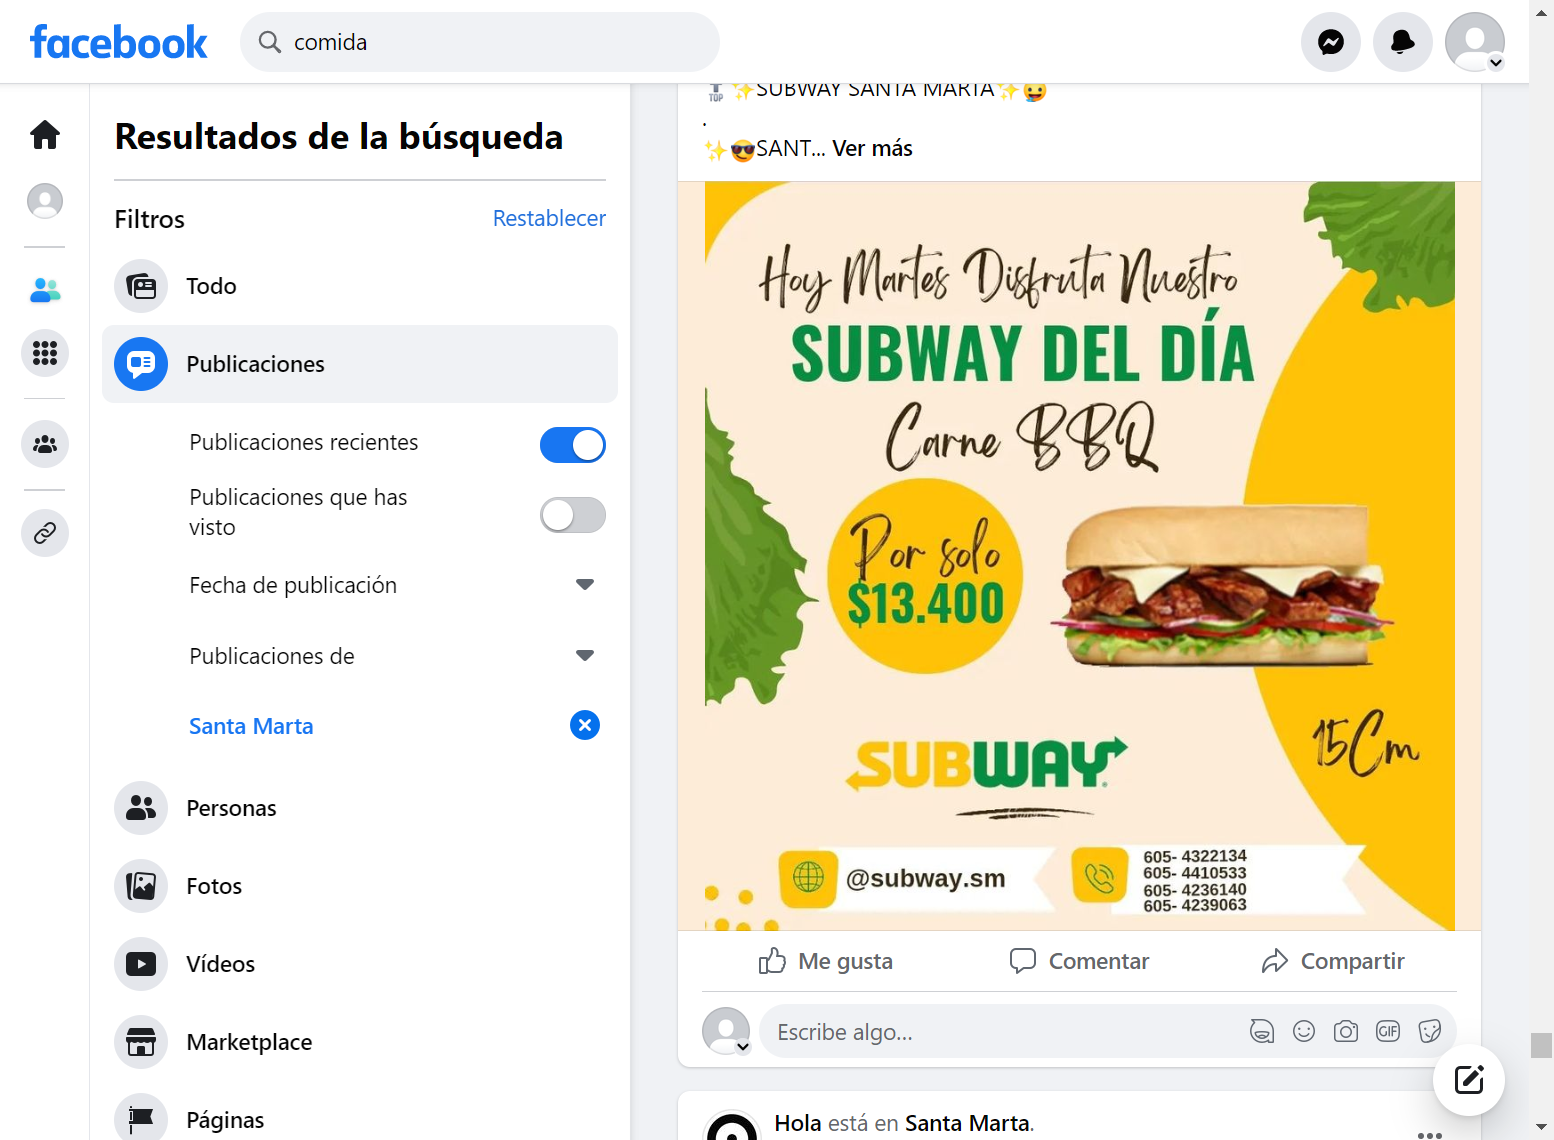 facebook
comida
TOP ✨SUBWAY SANTA MARTA✨🤪
.
✨😎SANT... Ver más
Resultados de la búsqueda
Filtros
Restablecer
Todo
Publicaciones
Publicaciones recientes
Publicaciones que has
visto
Fecha de publicación
Publicaciones de
Santa Marta
Personas
Fotos
Vídeos
Marketplace
Páginas
Hoy Martes Disfruta Nuestro
SUBWAY DEL DÍA
Carne BBQ
Por solo
$13.400
15Cm
SUBWAY
@subway.sm
605- 4322134
605- 4410533
605- 4236140
605- 4239063
Me gusta
Comentar
Compartir
Escribe algo...
GIF
Hola está en Santa Marta.